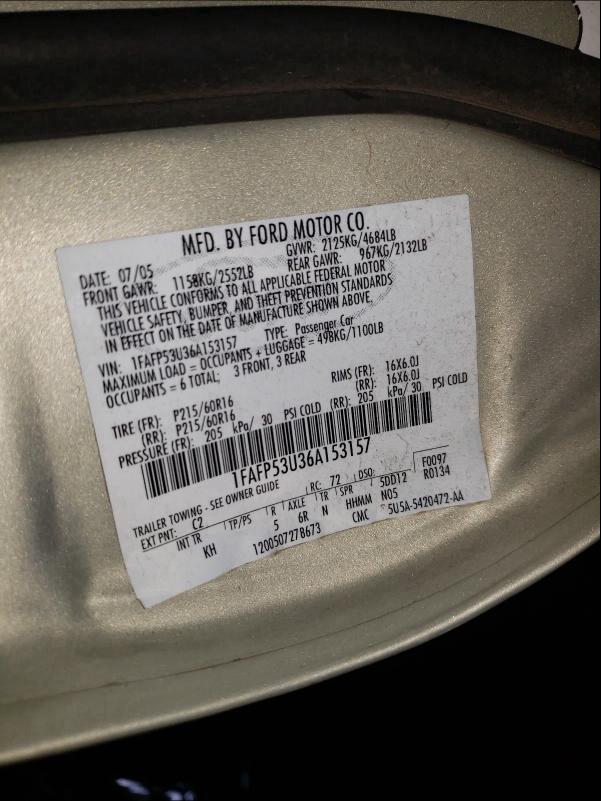 MFD. BY FORD MOTOR CO.
DATE: 07/05 GVWR: 2125KG/4684LB
FRONT GAWR: 1158KG/2552LB REAR GAWR: 967KG/2132LB
THIS VEHICLE CONFORMS TO ALL APPLICABLE FEDERAL MOTOR
VEHICLE SAFETY, BUMPER, AND THEFT PREVENTION STANDARDS
IN EFFECT ON THE DATE OF MANUFACTURE SHOWN ABOVE.
VIN: 1FAFP53U36A153157 TYPE: Passenger Car
MAXIMUM LOAD = OCCUPANTS + LUGGAGE = 498KG/1100LB
OCCUPANTS = 6 TOTAL; 3 FRONT, 3 REAR
TIRE (FR): P215/60R16 RIMS (FR): 16X6.0J
(RR): P215/60R16 (RR): 16X6.0J
PRESSURE (FR): 205 kPa/ 30 PSI COLD (RR): 205 kPa/ 30 PSI COLD
1FAFP53U36A153157
TRAILER TOWING - SEE OWNER GUIDE
EXT PNT: C2 RC: 72 DSO: F0097
R0134
INT TR TP/PS R AXLE TR SPR 5DD12
KH 5 6R N HHMM N05
1200507278673 CMC 5U5A-5420472-AA